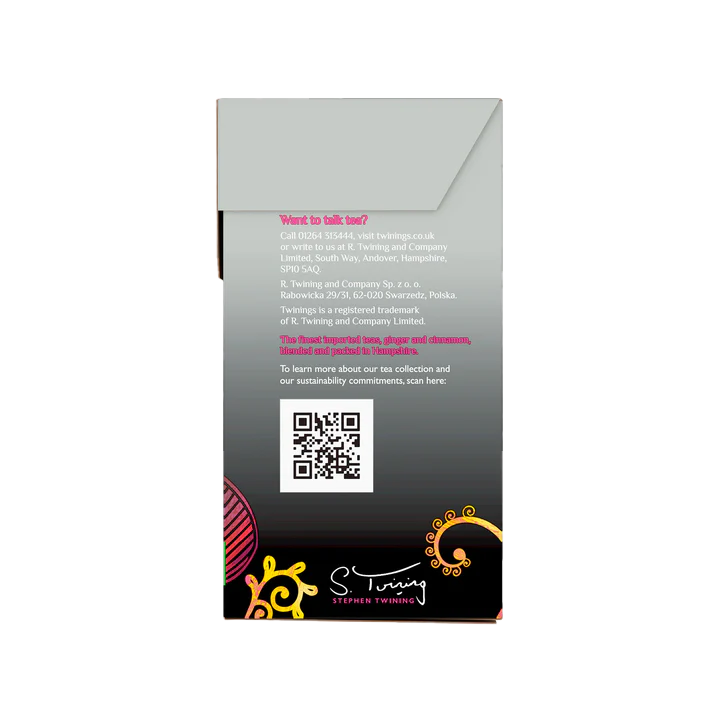 Want to talk tea?
Call 01264 313444, visit twinings.co.uk
or write to us at R. Twining and Company
Limited, South Way, Andover, Hampshire,
SP10 5AQ.
R. Twining and Company Sp. z o. o.
Rabowicka 29/31, 62-020 Swarzedz, Polska.
Twinings is a registered trademark
of R. Twining and Company Limited.
The finest imported teas, ginger and cinnamon,
blended and packed in Hampshire.
To learn more about our tea collection and
our sustainability commitments, scan here:
S. Twining
STEPHEN TWINING